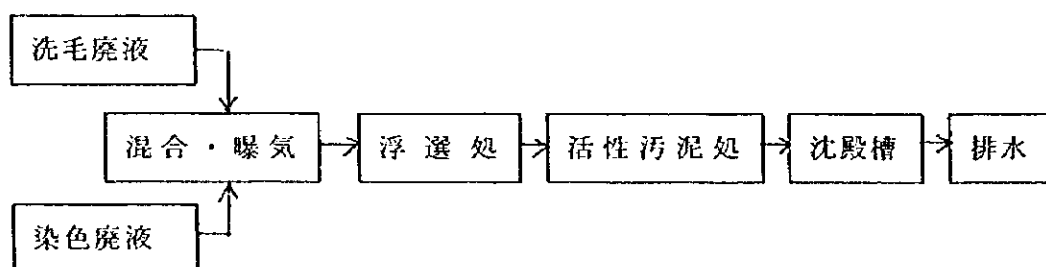 洗毛廃液
混合・曝気
浮選処
活性汚泥処
沈殿槽
排水
染色廃液